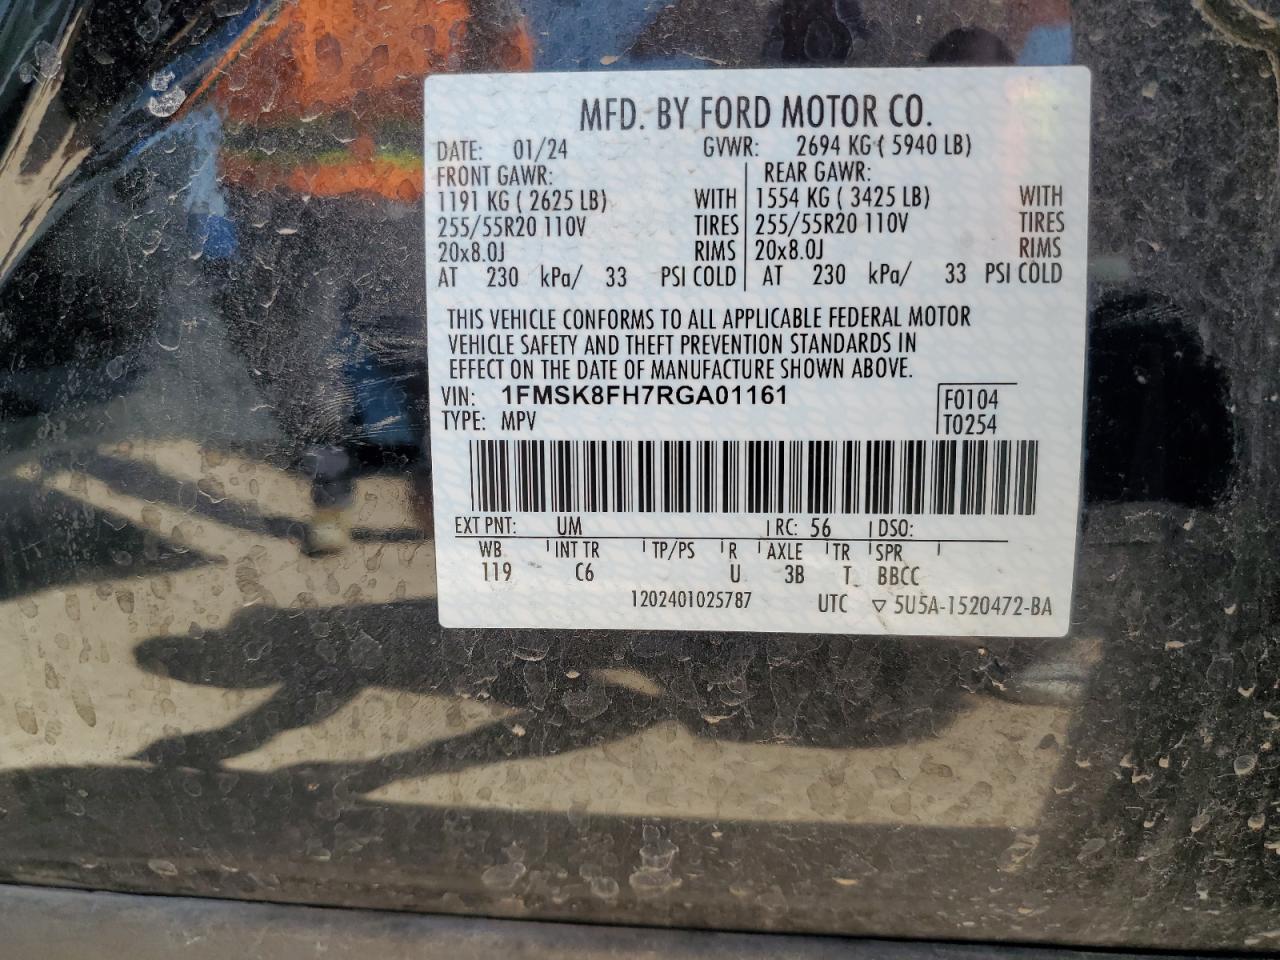 MFD. BY FORD MOTOR CO.
DATE: 01/24 GVWR: 2694 KG ( 5940 LB)
FRONT GAWR: REAR GAWR:
1191 KG ( 2625 LB) WITH 1554 KG ( 3425 LB) WITH
255/55R20 110V TIRES 255/55R20 110V TIRES
20x8.0J RIMS 20x8.0J RIMS
AT 230 kPa/ 33 PSI COLD AT 230 kPa/ 33 PSI COLD
THIS VEHICLE CONFORMS TO ALL APPLICABLE FEDERAL MOTOR
VEHICLE SAFETY AND THEFT PREVENTION STANDARDS IN
EFFECT ON THE DATE OF MANUFACTURE SHOWN ABOVE.
VIN: 1FMSK8FH7RGA01161 F0104
TYPE: MPV T0254
EXT PNT: UM RC: 56 DSO:
WB INT TR TP/PS R AXLE TR SPR
119 C6 U 3B T BBCC
1202401025787 UTC ▽ 5U5A-1520472-BA